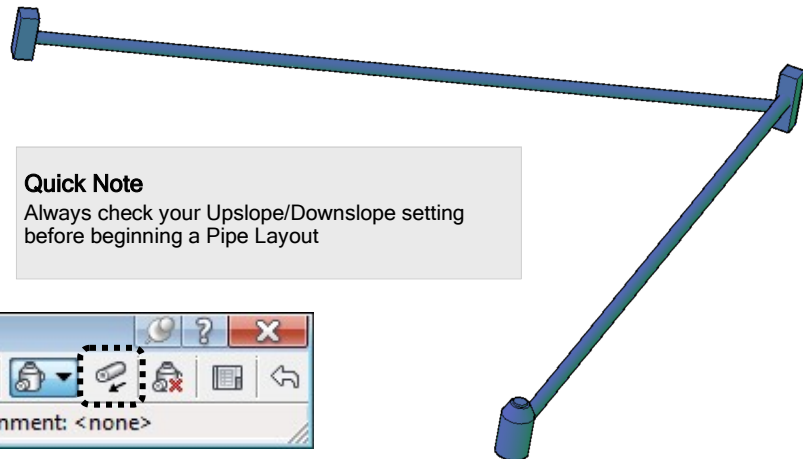 Quick Note
Always check your Upslope/Downslope setting
before beginning a Pipe Layout
?
nment: <none>